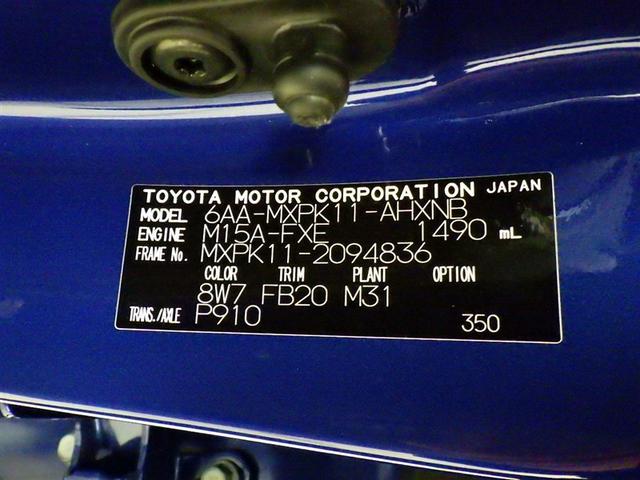 TOYOTA MOTOR CORPORATION JAPAN
MODEL 6AA-MXPK11-AHXNB
ENGINE M15A-FXE 1490 mL
FRAME No. MXPK11-2094836
COLOR TRIM PLANT OPTION
8W7 FB20 M31
TRANS./AXLE P910 350